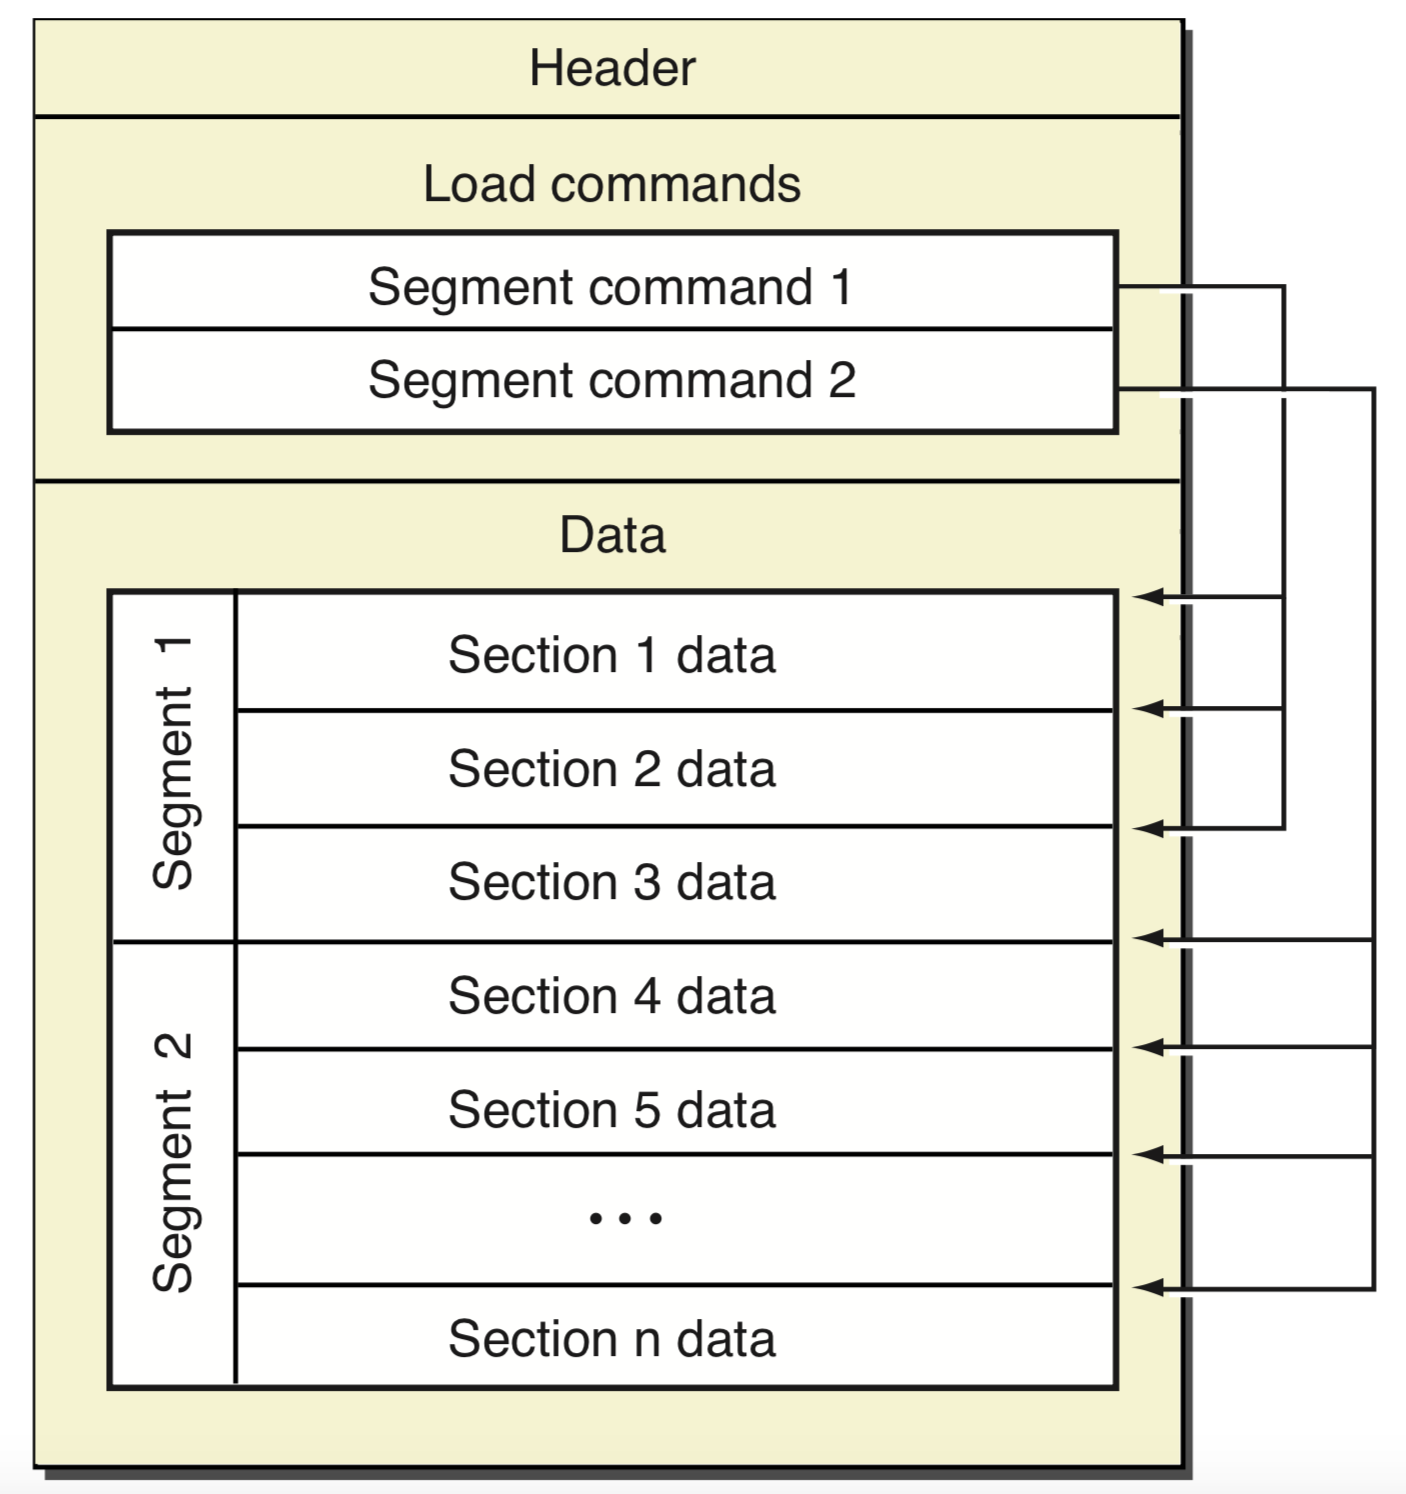 Header
Load commands
Segment command 1
Segment command 2
Data
Segment 1
Section 1 data
Section 2 data
Section 3 data
Segment 2
Section 4 data
Section 5 data
...
Section n data